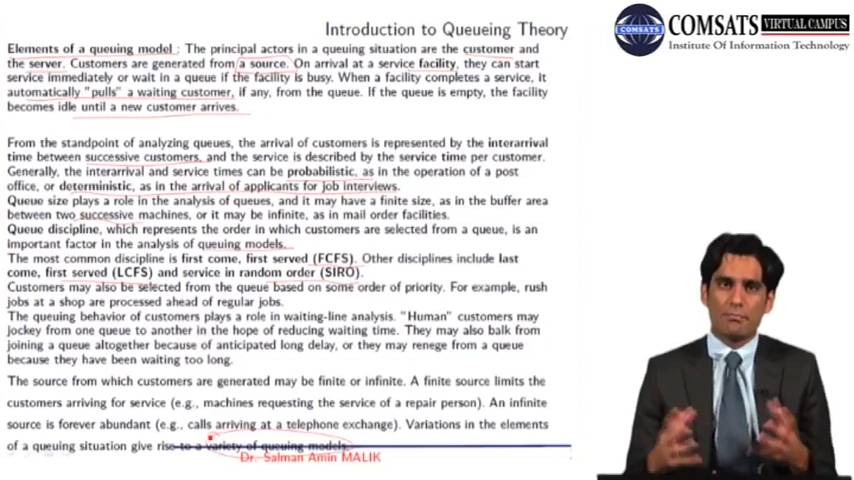 Introduction to Queueing Theory
COMSATS VIRTUAL CAMPUS
Institute Of Information Technology
Elements of a queuing model : The principal actors in a queuing situation are the customer and
the server. Customers are generated from a source. On arrival at a service facility, they can start
service immediately or wait in a queue if the facility is busy. When a facility completes a service, it
automatically "pulls" a waiting customer, if any, from the queue. If the queue is empty, the facility
becomes idle until a new customer arrives.
From the standpoint of analyzing queues, the arrival of customers is represented by the interarrival
time between successive customers, and the service is described by the service time per customer.
Generally, the interarrival and service times can be probabilistic, as in the operation of a post
office, or deterministic, as in the arrival of applicants for job interviews.
Queue size plays a role in the analysis of queues, and it may have a finite size, as in the buffer area
between two successive machines, or it may be infinite, as in mail order facilities.
Queue discipline, which represents the order in which customers are selected from a queue, is an
important factor in the analysis of queuing models.
The most common discipline is first come, first served (FCFS). Other disciplines include last
come, first served (LCFS) and service in random order (SIRO).
Customers may also be selected from the queue based on some order of priority. For example, rush
jobs at a shop are processed ahead of regular jobs.
The queuing behavior of customers plays a role in waiting-line analysis. "Human" customers may
Jockey from one queue to another in the hope of reducing waiting time. They may also balk from
joining a queue altogether because of anticipated long delay, or they may renege from a queue
because they have been waiting too long.
The source from which customers are generated may be finite or infinite. A finite source limits the
customers arriving for service (e.g., machines requesting the service of a repair person). An infinite
source is forever abundant (e.g., calls arriving at a telephone exchange). Variations in the elements
of a queuing situation give rise to a variety of queuing models.
Dr. Salman Amin MALIK